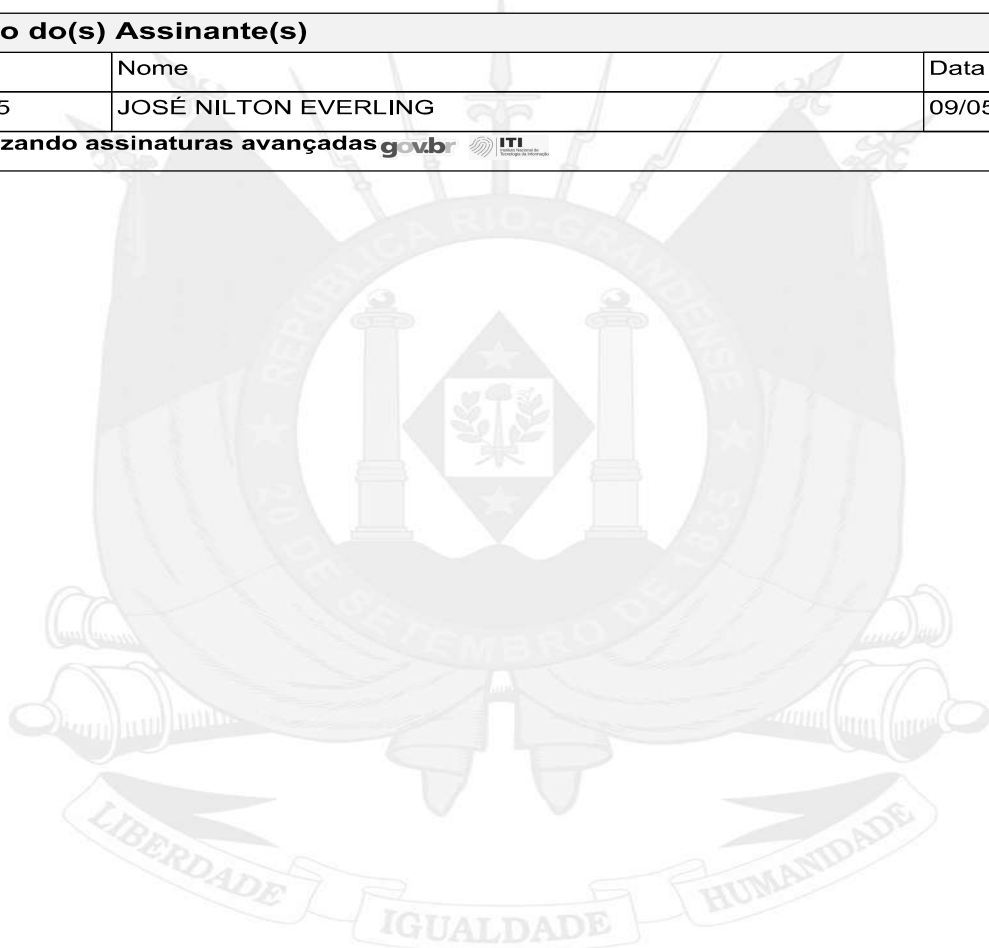 o do(s) Assinante(s)
Nome Data
5 JOSÉ NILTON EVERLING 09/05
zando assinaturas avançadas gov.br ITI
REPÚBLICA RIO-GRANDENSE
20 DE SETEMBRO DE 1835
LIBERDADE IGUALDADE HUMANIDADE